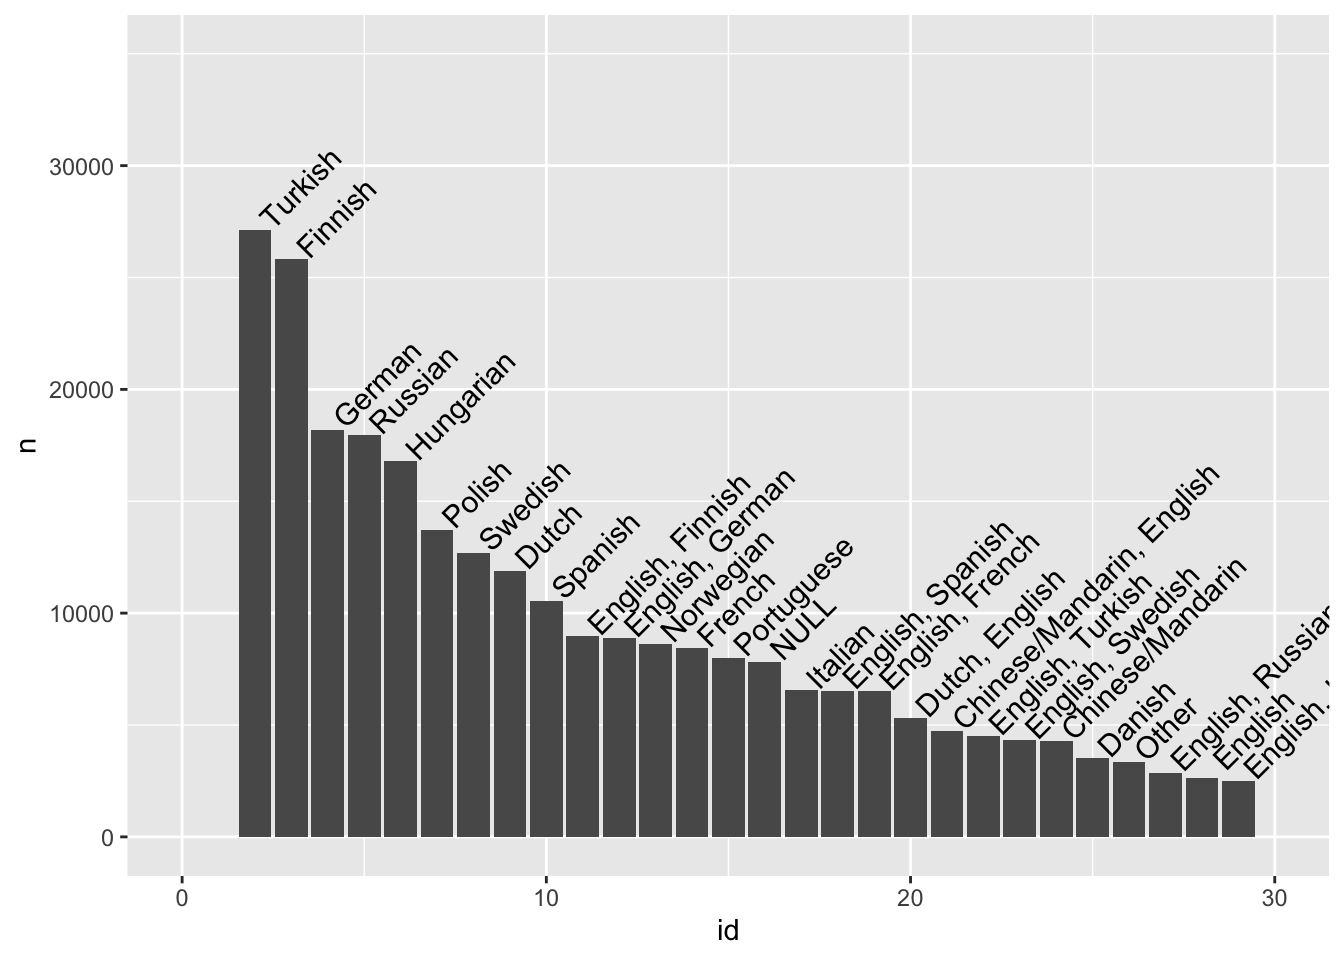 30000
20000
10000
0
n
Turkish
Finnish
German
Russian
Hungarian
Polish
Swedish
Dutch
Spanish
English, Finnish
English, German
Norwegian
French
Portuguese
NULL
Italian
English, Spanish
English, French
Dutch, English
Chinese/Mandarin, English
English, Turkish
English, Swedish
Chinese/Mandarin
Danish
Other
English, Russian
English
English,
0
10
20
30
id